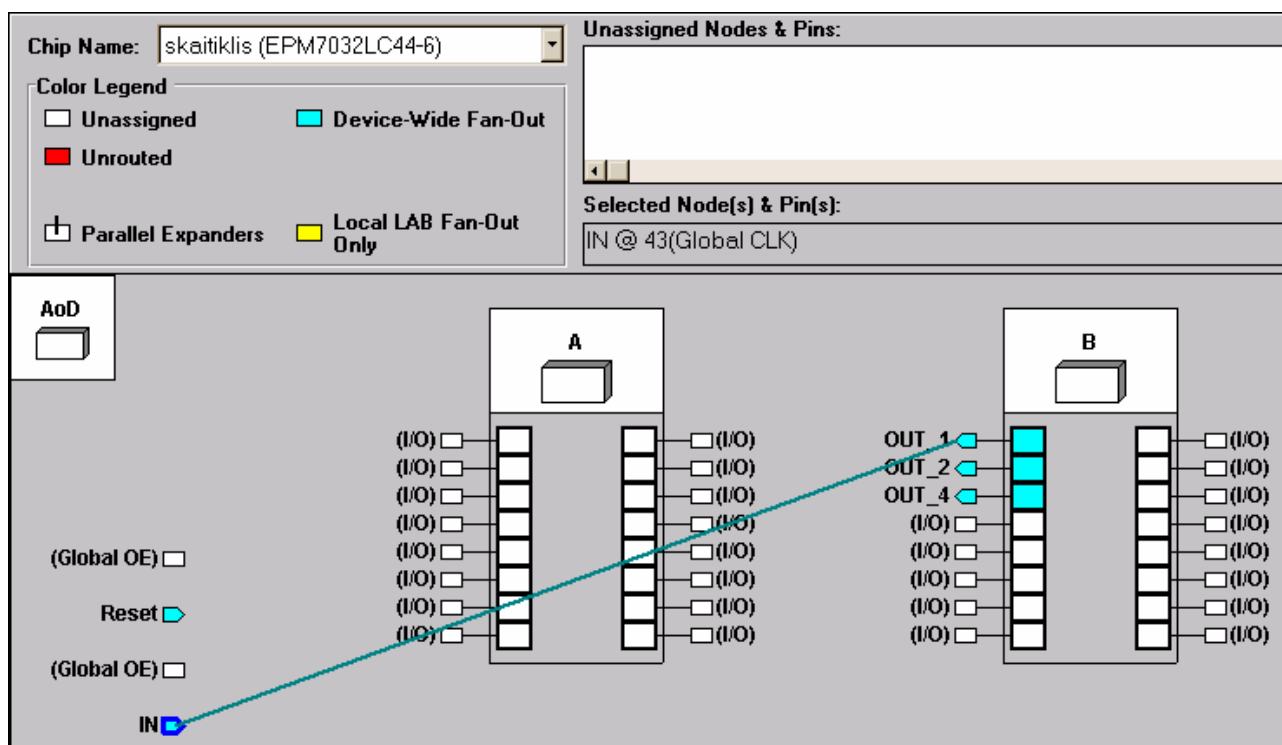 Chip Name: skaitiklis (EPM7032LC44-6)
Color Legend
Unassigned Device-Wide Fan-Out
Unrouted
Parallel Expanders Local LAB Fan-Out Only
Unassigned Nodes & Pins:
Selected Node(s) & Pin(s):
IN @ 43(Global CLK)
AoD
A
B
(I/O) (I/O) OUT_1 (I/O)
(I/O) (I/O) OUT_2 (I/O)
(I/O) (I/O) OUT_4 (I/O)
(I/O) (I/O) (I/O) (I/O)
(I/O) (I/O) (I/O) (I/O)
(I/O) (I/O) (I/O) (I/O)
(I/O) (I/O) (I/O) (I/O)
(I/O) (I/O) (I/O) (I/O)
(Global OE)
Reset
(Global OE)
IN